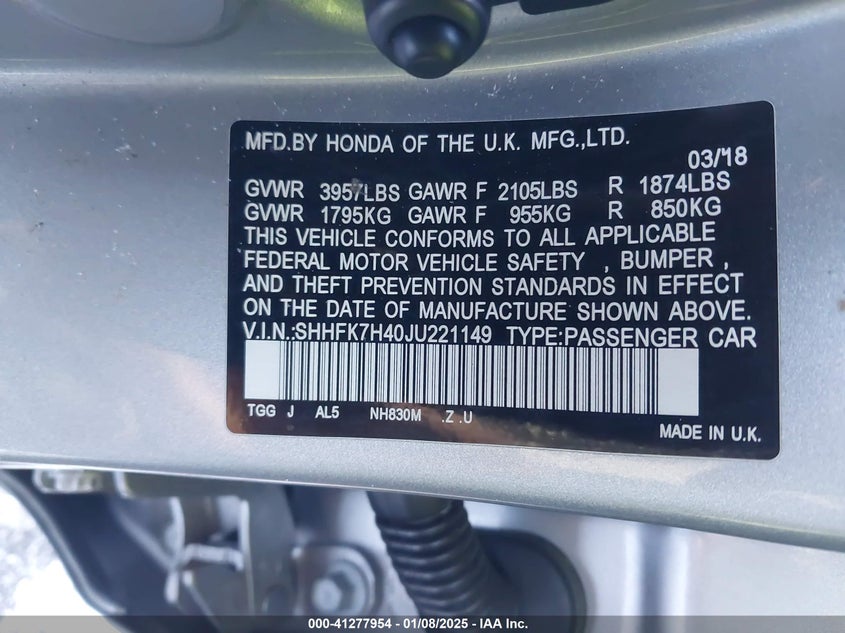 MFD.BY HONDA OF THE U.K. MFG.,LTD.
03/'18
GVWR 3957LBS GAWR F 2105LBS R 1874LBS
GVWR 1795KG GAWR F 955KG R 850KG
THIS VEHICLE CONFORMS TO ALL APPLICABLE
FEDERAL MOTOR VEHICLE SAFETY , BUMPER ,
AND THEFT PREVENTION STANDARDS IN EFFECT
ON THE DATE OF MANUFACTURE SHOWN ABOVE.
V.I.N.:SHHFK7H40JU221149 TYPE:PASSENGER CAR
TGG J AL5 NH830M .Z .U
MADE IN U.K.
000-41277954 - 01/08/2025 - IAA Inc.